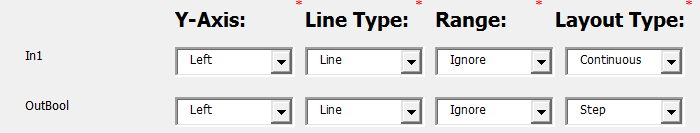 Y-Axis: * Line Type: * Range: * Layout Type: *
In1 Left Line Ignore Continuous
OutBool Left Line Ignore Step